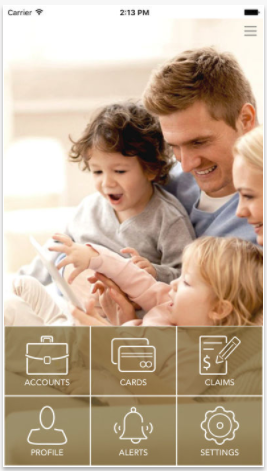 Carrier 2:13 PM
ACCOUNTS CARDS CLAIMS
$
PROFILE ALERTS SETTINGS